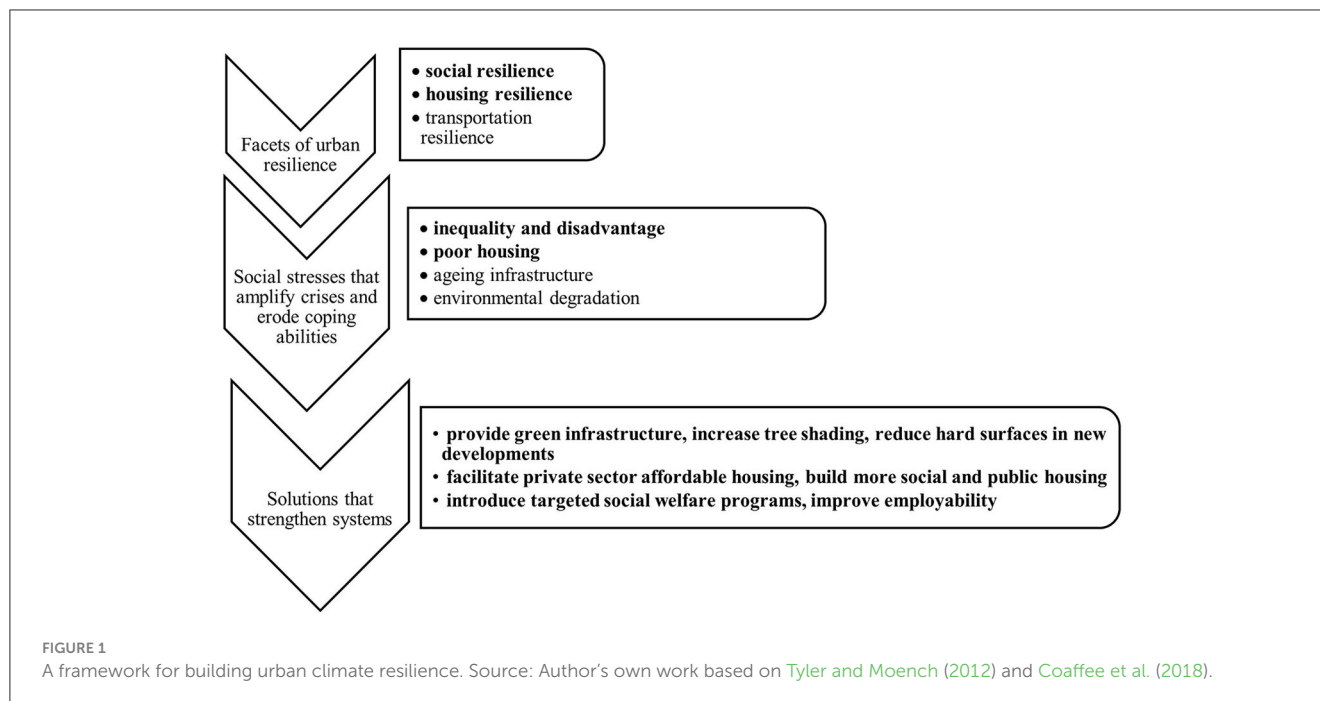 • social resilience
• housing resilience
• transportation
resilience
Facets of urban
resilience
• inequality and disadvantage
• poor housing
• ageing infrastructure
• environmental degradation
Social stresses that
amplify crises and
erode coping
abilities
• provide green infrastructure, increase tree shading, reduce hard surfaces in new
developments
• facilitate private sector affordable housing, build more social and public housing
• introduce targeted social welfare programs, improve employability
Solutions that
strengthen systems
FIGURE 1
A framework for building urban climate resilience. Source: Author's own work based on Tyler and Moench (2012) and Coaffee et al. (2018).